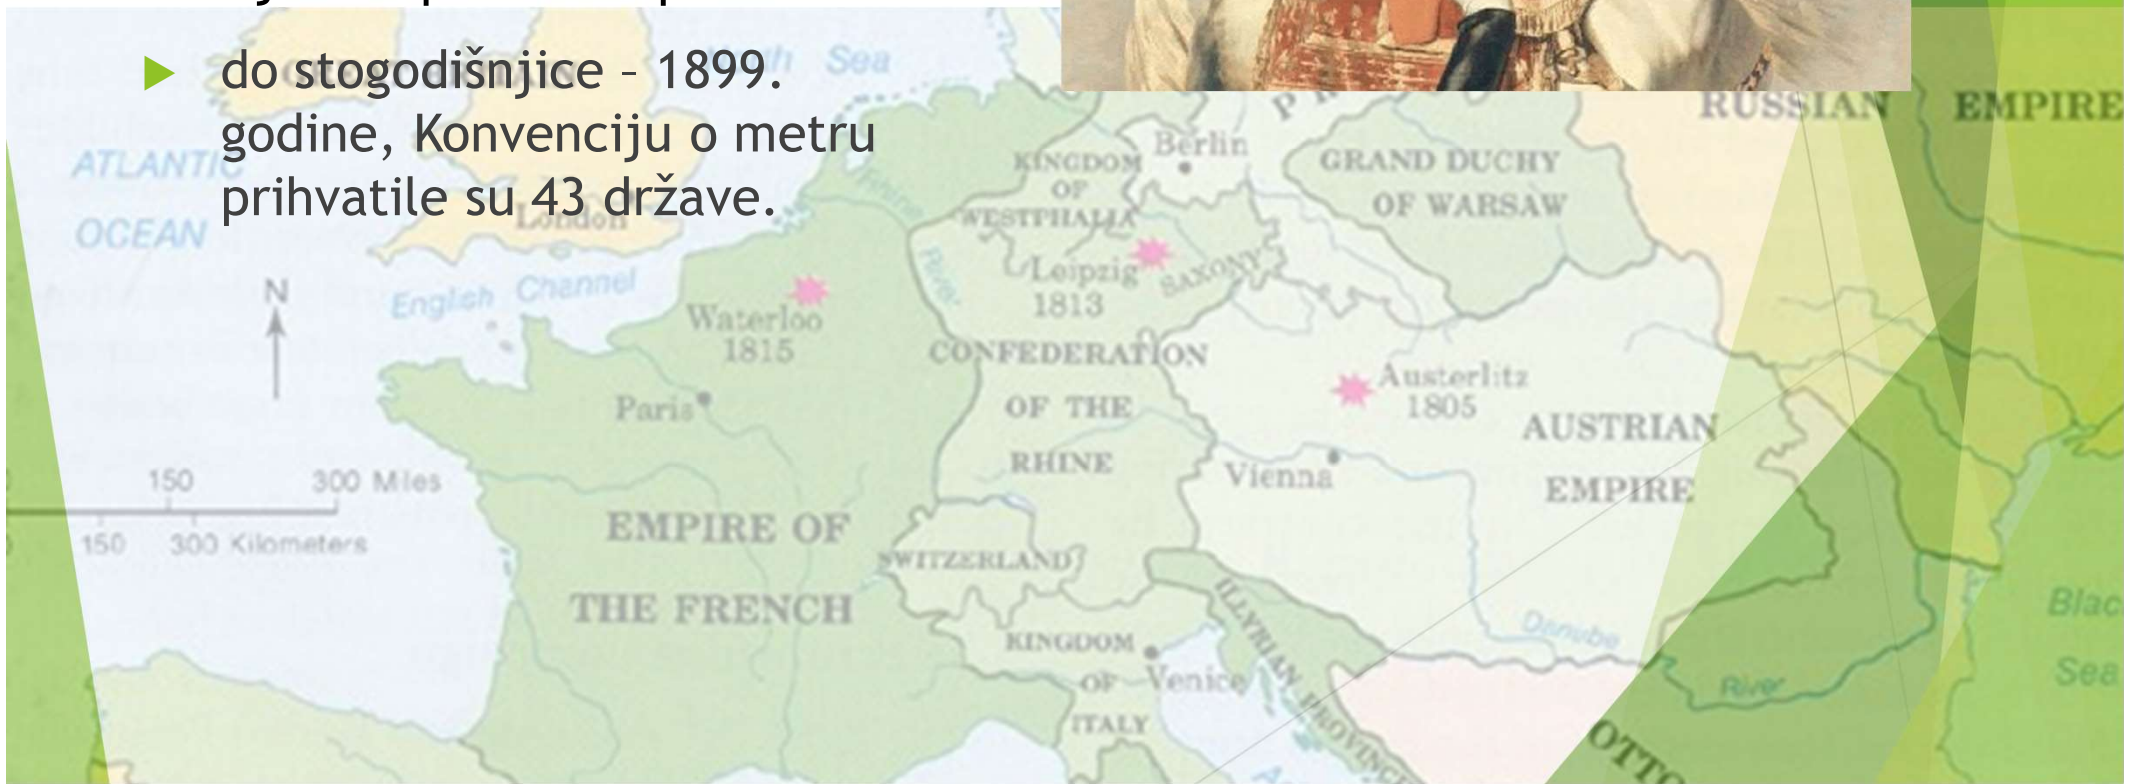 do stogodišnjice – 1899.
godine, Konvenciju o metru
prihvatile su 43 države.
Sea
RUSSIAN EMPIRE
Berlin
KINGDOM
OF
WESTPHALIA
GRAND DUCHY
OF WARSAW
ATLANTIC
OCEAN
London
English Channel
N
River
Leipzig
1813
SAXONY
Waterloo
1815
CONFEDERATION
OF THE
RHINE
Paris
Austerlitz
1805
AUSTRIAN
EMPIRE
Vienna
150 300 Miles
150 300 Kilometers
EMPIRE OF
THE FRENCH
SWITZERLAND
KINGDOM
OF
ITALY
Venice
ILLYRIAN
Danube
River
Sea